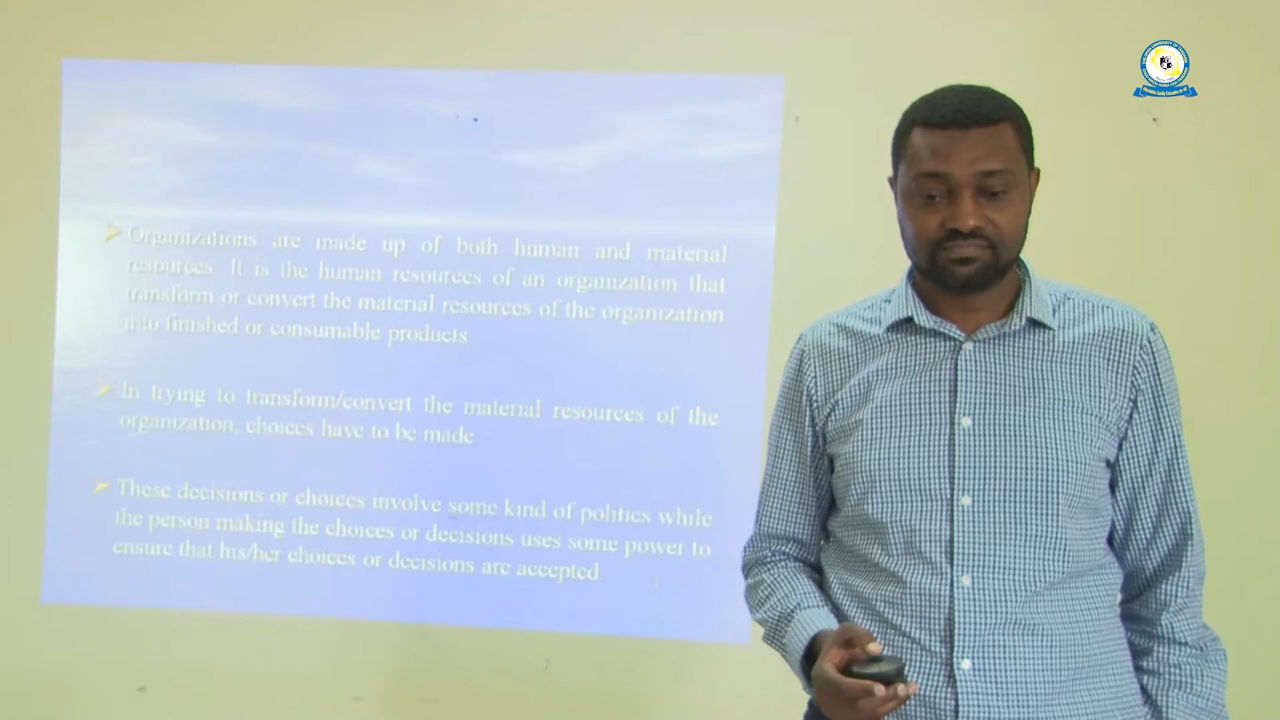 Organizations are made up of both human and material
resources. It is the human resources of an organization that
transform or convert the material resources of the organization
into finished or consumable products
In trying to transform/convert the material resources of the
organization, choices have to be made
These decisions or choices involve some kind of politics while
the person making the choices or decisions uses some power to
ensure that his/her choices or decisions are accepted.